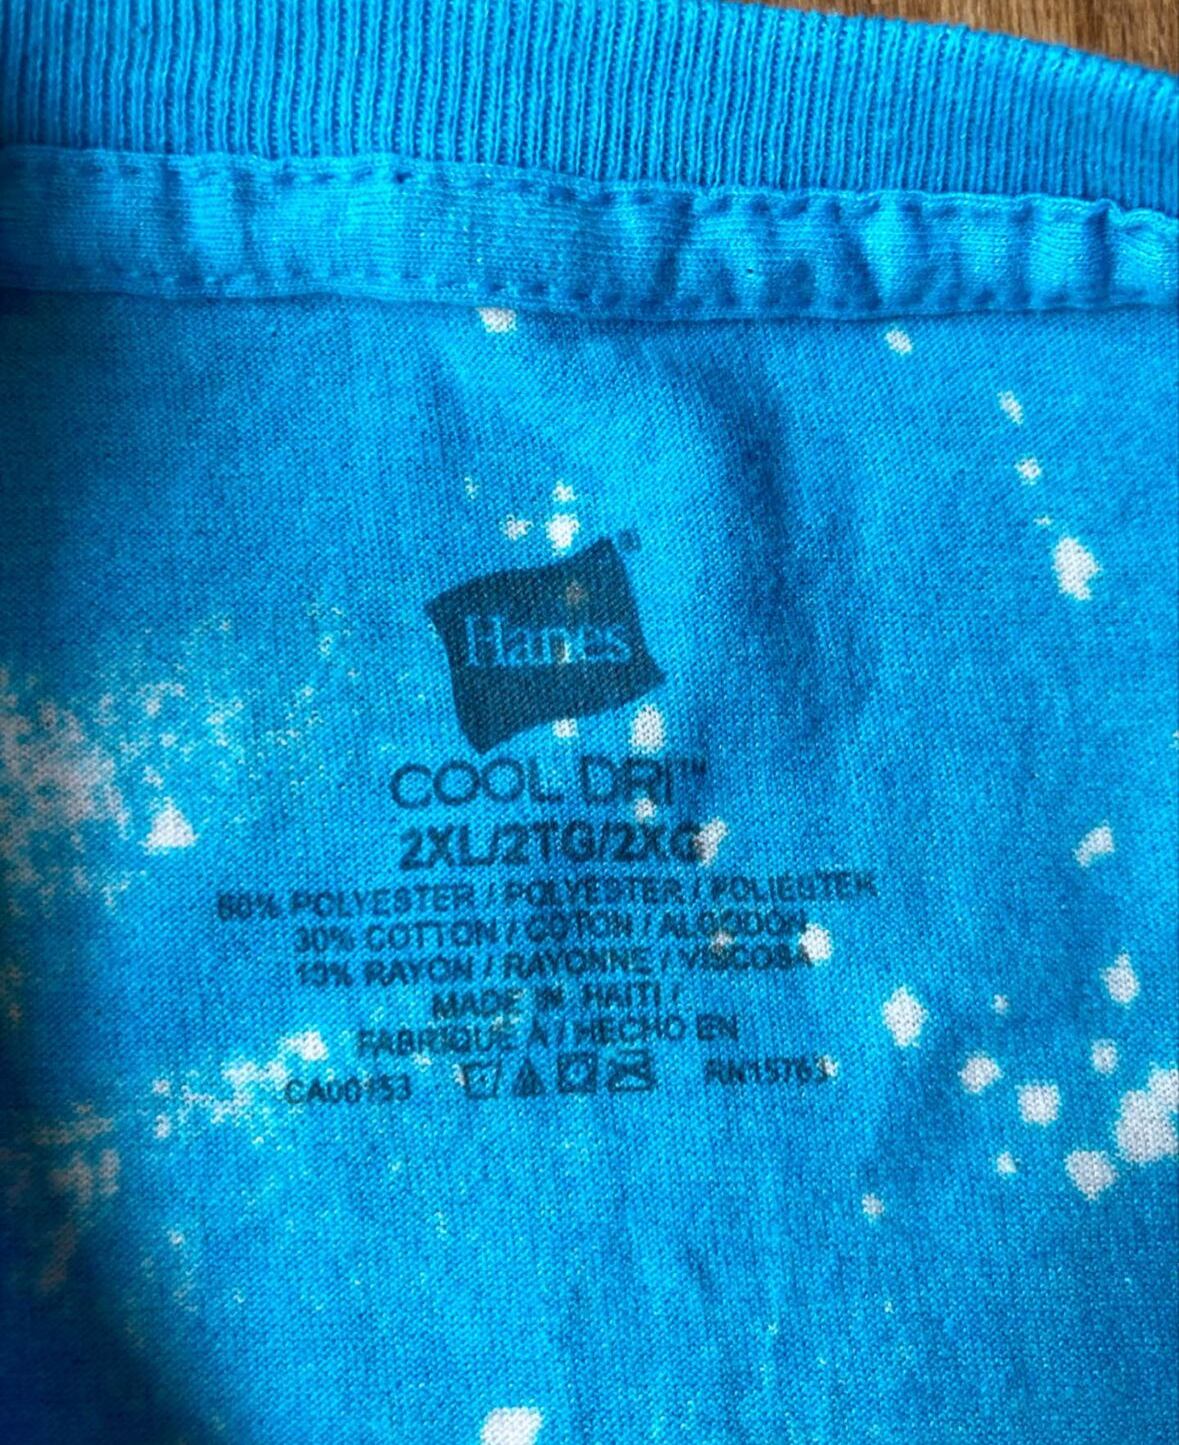 Hanes®
COOL DRI™
2XL/2TG/2XG
60% POLYESTER / POLYESTER / POLIESTER
30% COTTON / COTON / ALGODON
10% RAYON / RAYONNE / VISCOSA
MADE IN HAITI /
FABRIQUE A / HECHO EN
CA00153 RN15763